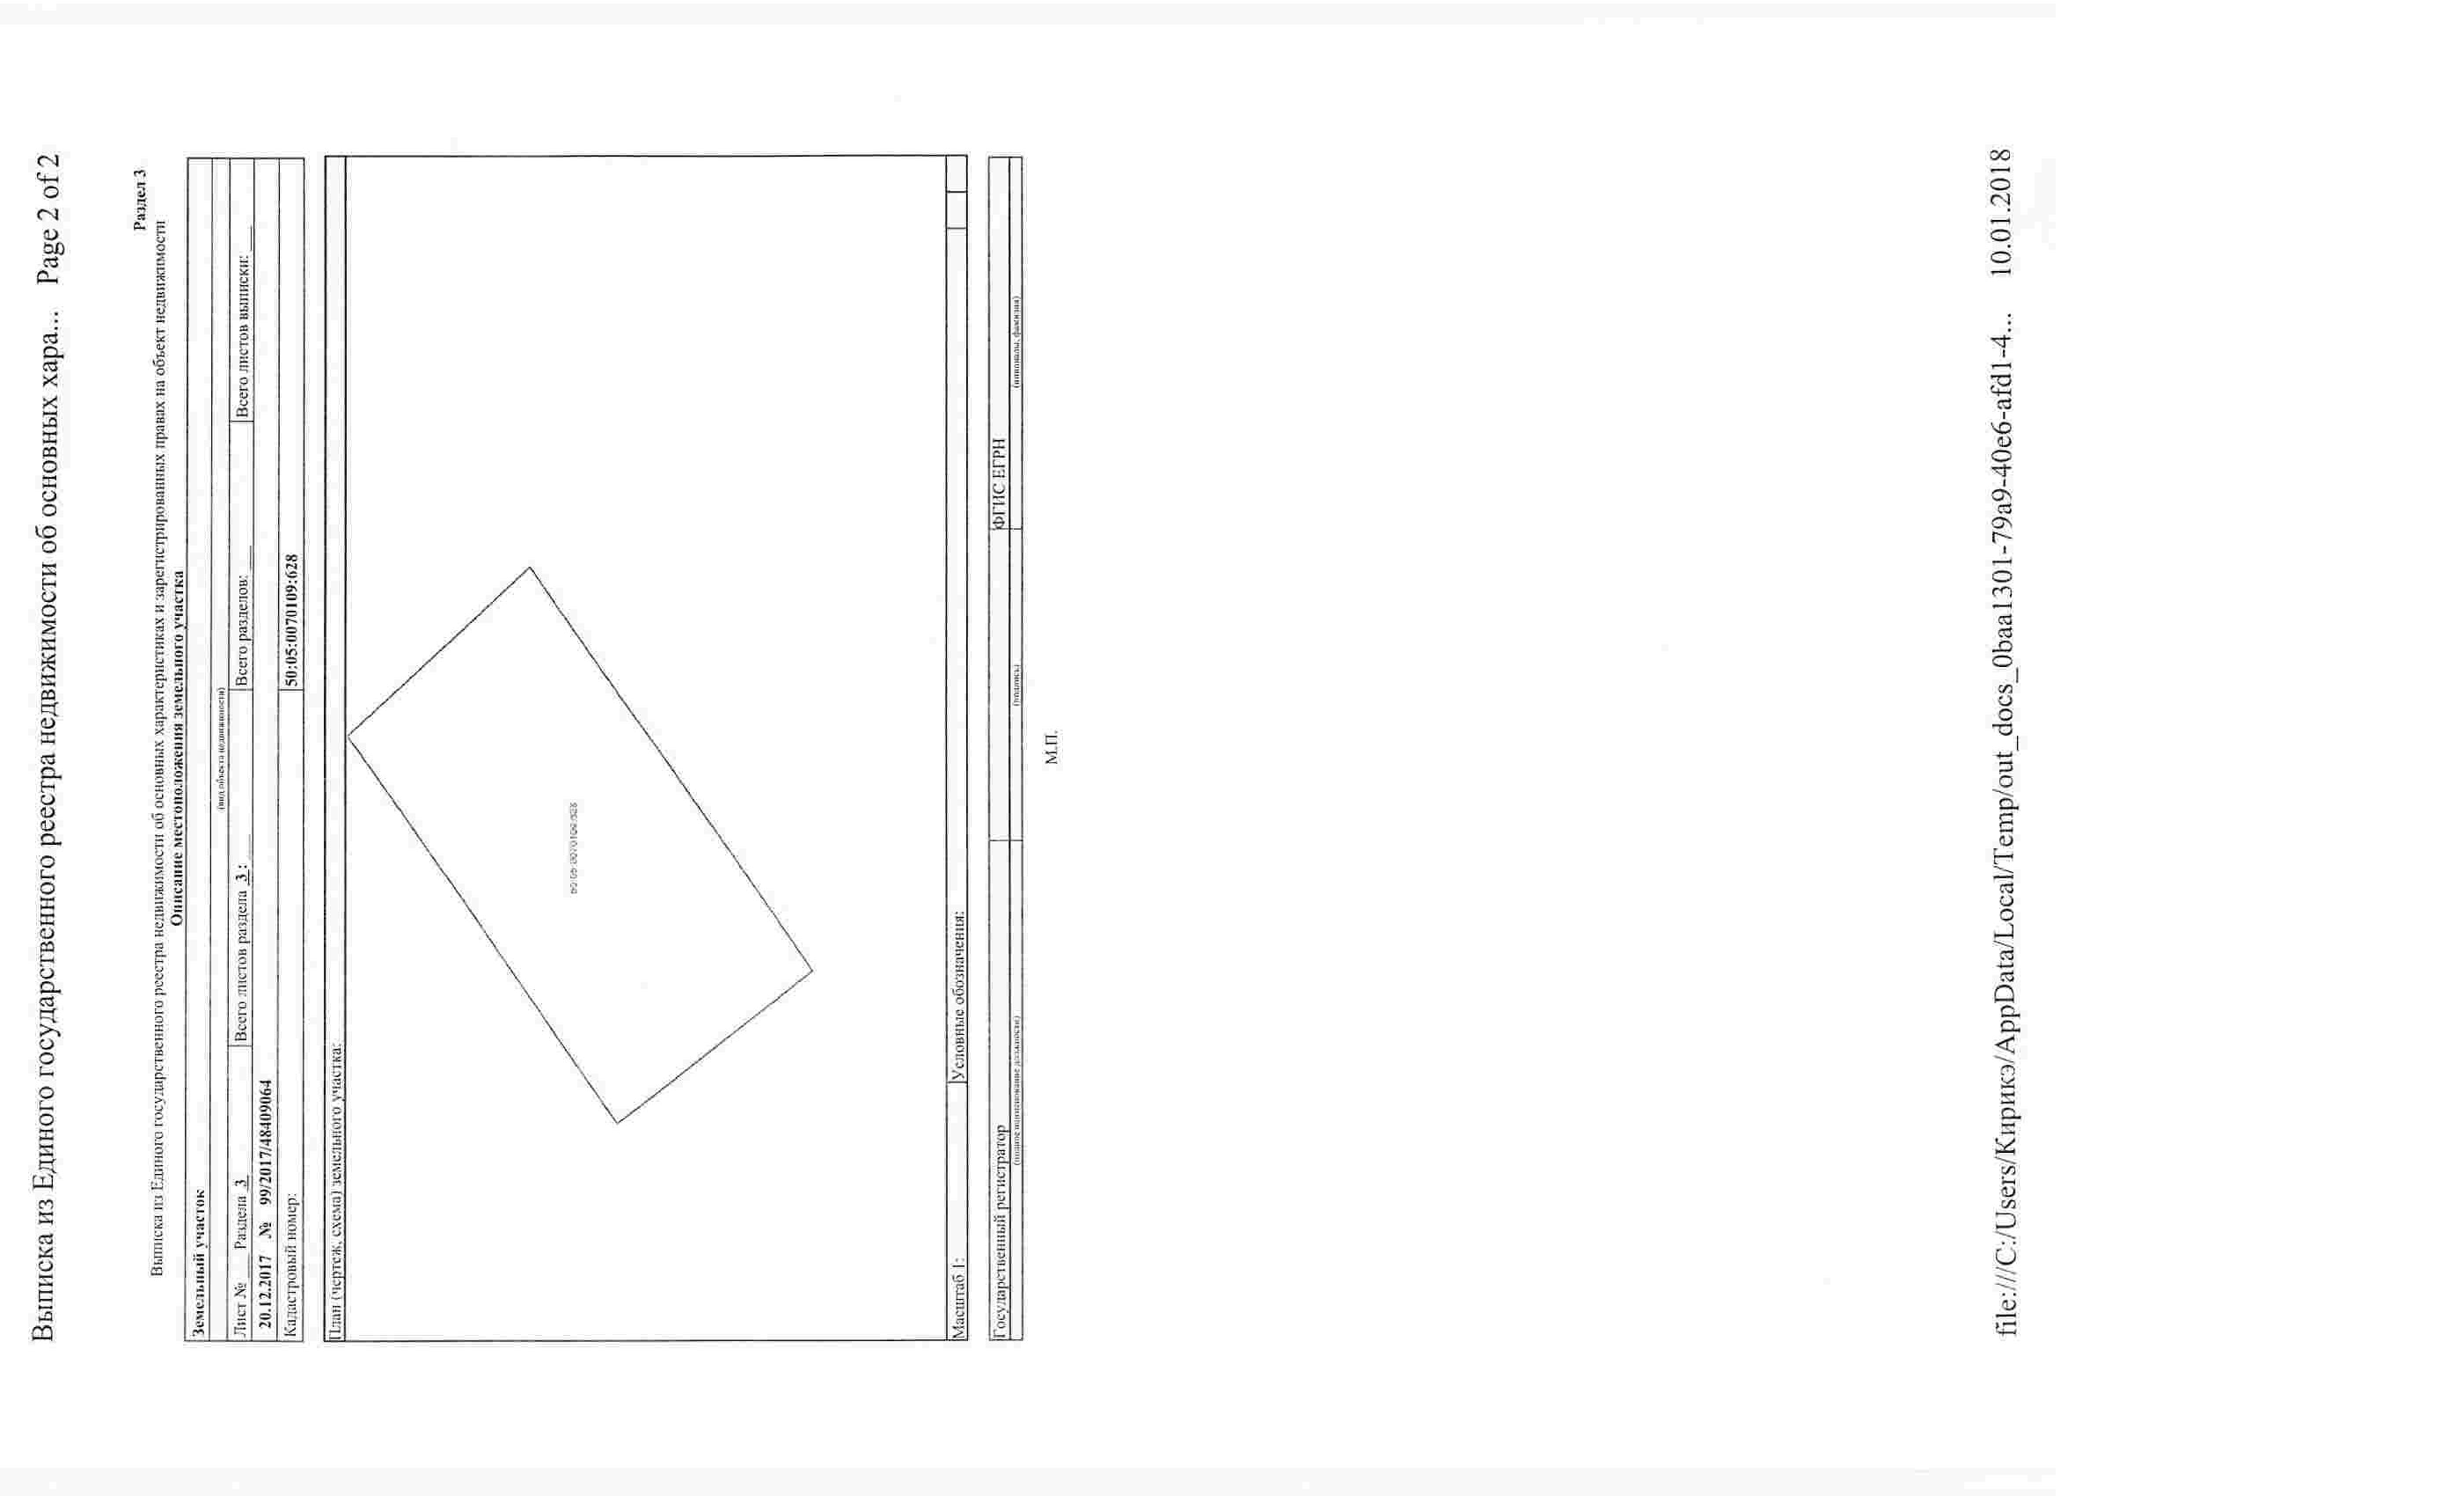 Выписка из Единого государственного реестра недвижимости об основных хара... Page 2 of 2
Раздел 3
Выписка из Единого государственного реестра недвижимости об основных характеристиках и зарегистрированных правах на объект недвижимости
Описание местоположения земельного участка
Земельный участок
(вид объекта недвижимости)
Лист № ___ Раздела 3 Всего листов раздела 3 : ___ Всего разделов: ___ Всего листов выписки: ___
20.12.2017 № 99/2017/48409064
Кадастровый номер: 50:05:0070109:628
План (чертеж, схема) земельного участка:
50:05:0070109:628
Масштаб 1: Условные обозначения:
Государственный регистратор ФГИС ЕГРН
(полное наименование должности) (подпись) (инициалы, фамилия)
М.П.
file:///C:/Users/Кирикэ/AppData/Local/Temp/out_docs_0baa1301-79a9-40e6-afd1-4... 10.01.2018